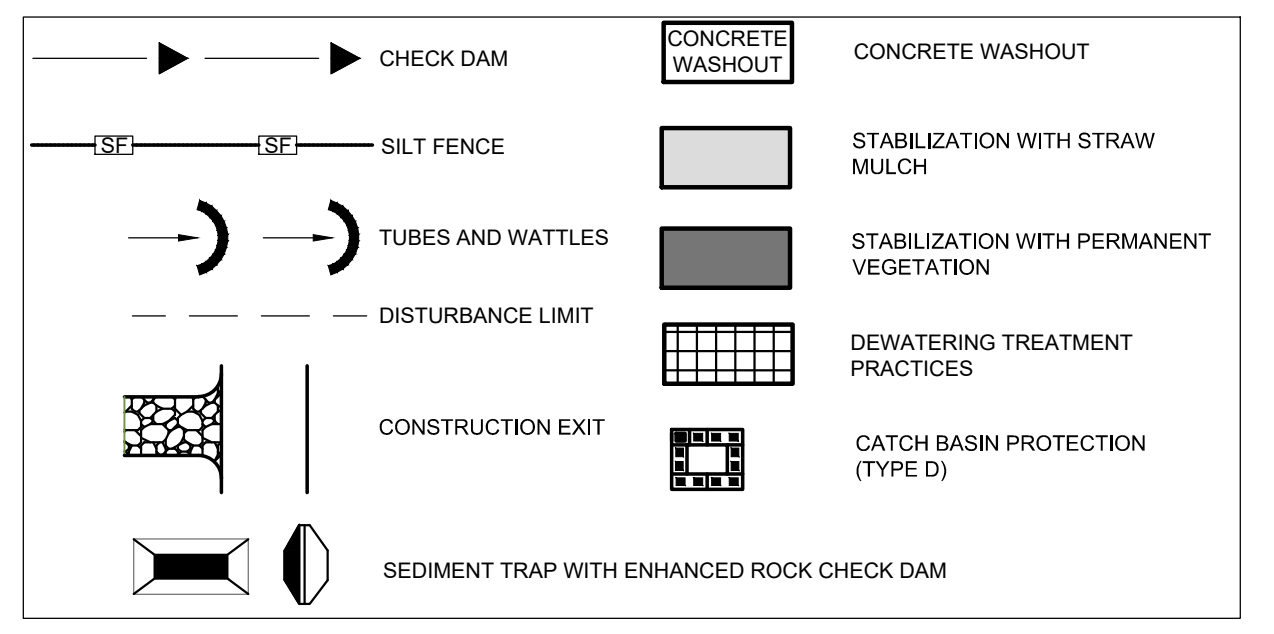 CHECK DAM
SF SF SILT FENCE
TUBES AND WATTLES
DISTURBANCE LIMIT
CONSTRUCTION EXIT
SEDIMENT TRAP WITH ENHANCED ROCK CHECK DAM
CONCRETE
WASHOUT
CONCRETE WASHOUT
STABILIZATION WITH STRAW
MULCH
STABILIZATION WITH PERMANENT
VEGETATION
DEWATERING TREATMENT
PRACTICES
CATCH BASIN PROTECTION
(TYPE D)